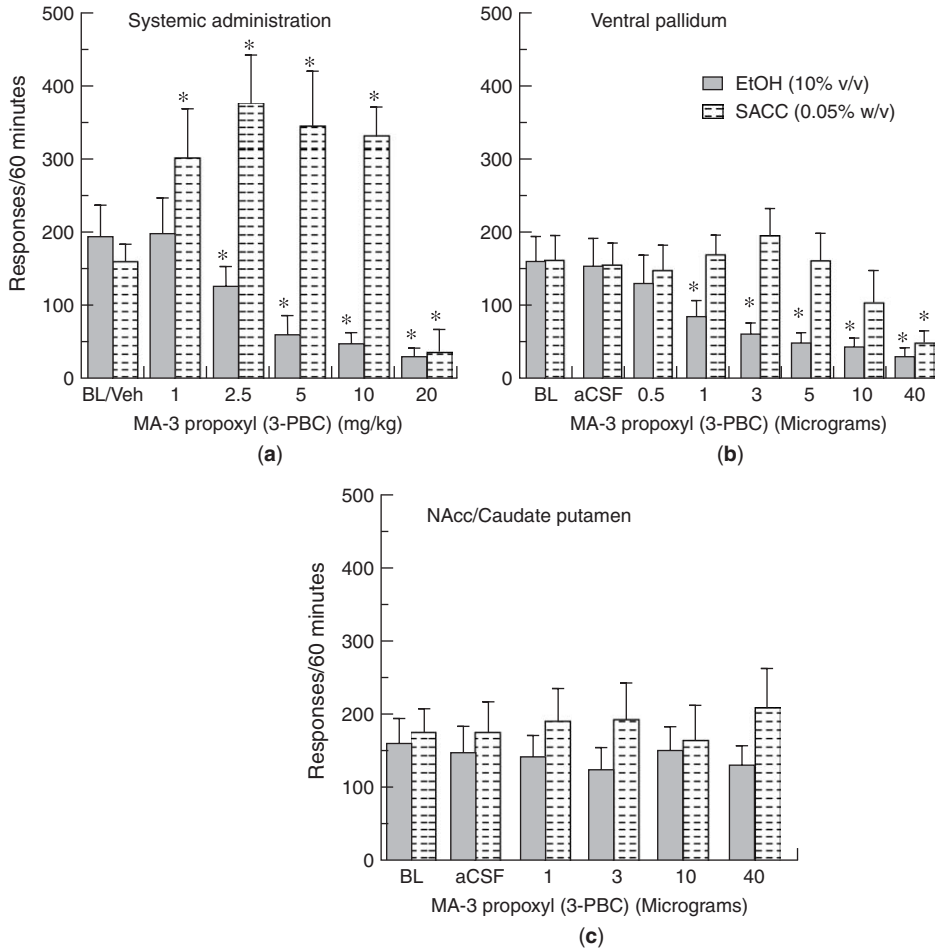 Systemic administration
Responses/60 minutes
500
400
300
200
100
0
*
*
*
*
*
*
*
*
*
BL/Veh 1 2.5 5 10 20
MA-3 propoxyl (3-PBC) (mg/kg)
(a)
Ventral pallidum
EtOH (10% v/v)
SACC (0.05% w/v)
500
400
300
200
100
0
*
*
*
*
*
*
BL aCSF 0.5 1 3 5 10 40
MA-3 propoxyl (3-PBC) (Micrograms)
(b)
NAcc/Caudate putamen
Responses/60 minutes
500
400
300
200
100
0
BL aCSF 1 3 10 40
MA-3 propoxyl (3-PBC) (Micrograms)
(c)